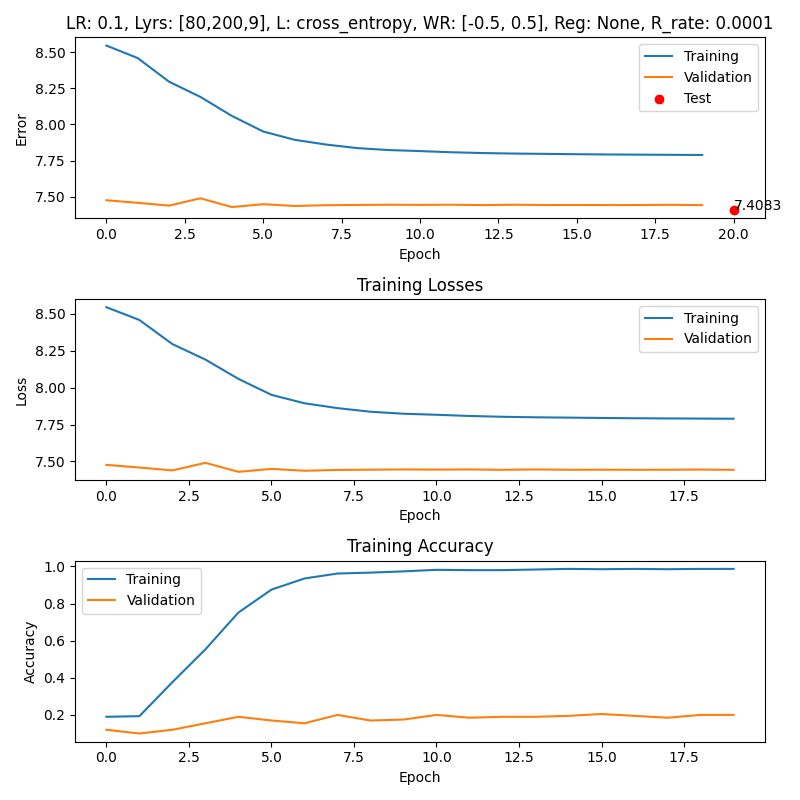 LR: 0.1, Lyrs: [80,200,9], L: cross_entropy, WR: [-0.5, 0.5], Reg: None, R_rate: 0.0001
8.50
8.25
8.00
7.75
7.50
Error
Training
Validation
Test
7.4083
0.0 2.5 5.0 7.5 10.0 12.5 15.0 17.5 20.0
Epoch
Training Losses
8.50
8.25
8.00
7.75
7.50
Loss
Training
Validation
0.0 2.5 5.0 7.5 10.0 12.5 15.0 17.5
Epoch
Training Accuracy
1.0
0.8
0.6
0.4
0.2
Accuracy
Training
Validation
0.0 2.5 5.0 7.5 10.0 12.5 15.0 17.5
Epoch